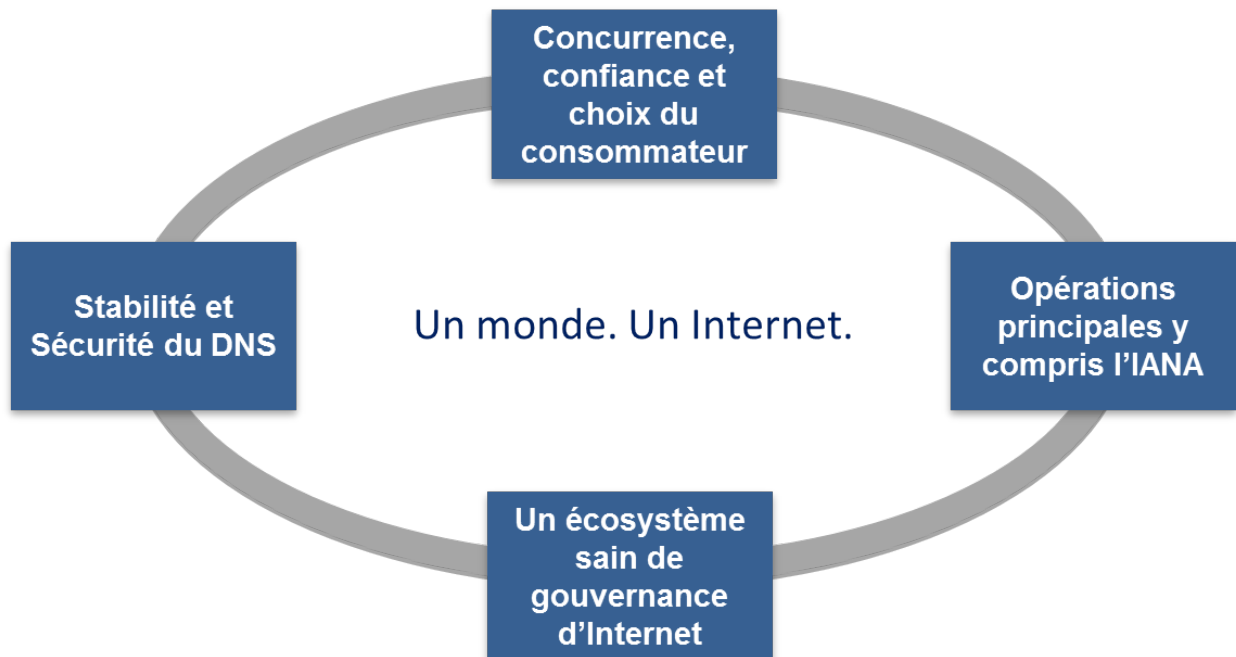 Concurrence,
confiance et
choix du
consommateur
Stabilité et
Sécurité du DNS
Un monde. Un Internet.
Opérations
principales y
compris l’IANA
Un écosystème
sain de
gouvernance
d’Internet